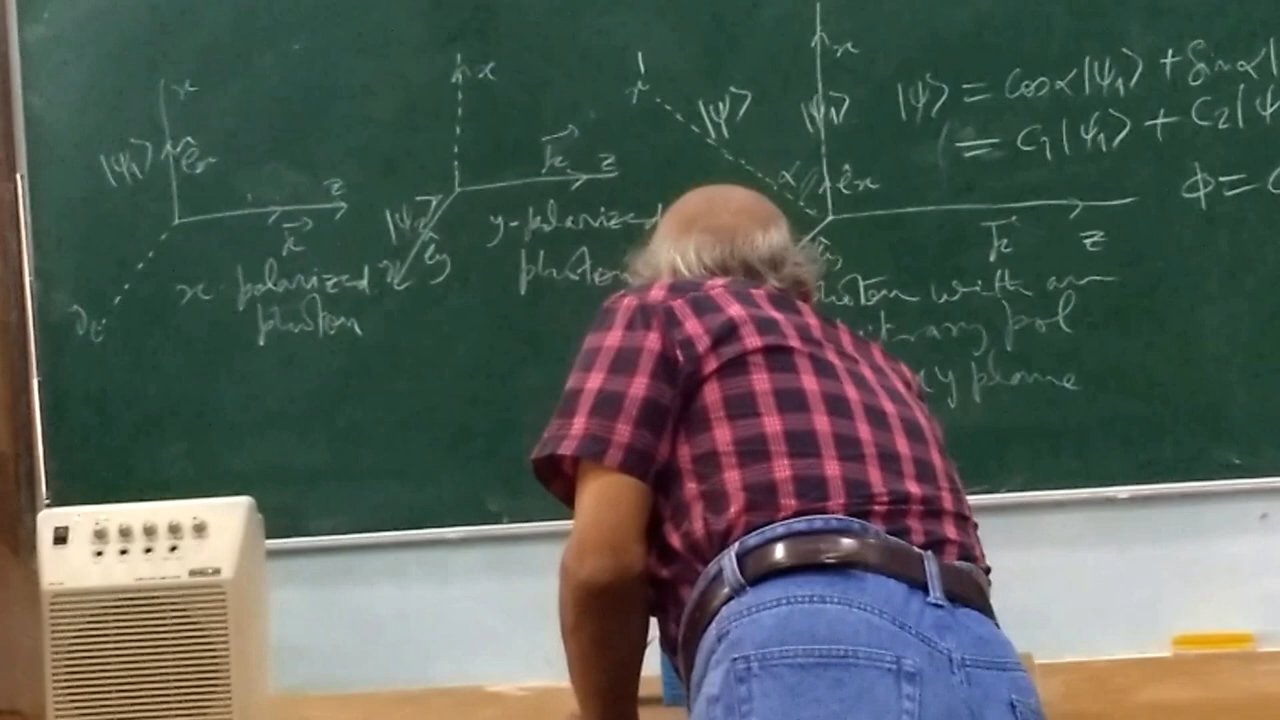 x
|ψ₁⟩
ê_x
z
k⃗
x-polarized
photon
x
k⃗
z
|ψ₂⟩
ê_y
y-polarized
photon
|ψ⟩
x
|ψ₁⟩
α
ê_x
k⃗
z
with an
pol
xy plane
|ψ⟩ = cosα|ψ₁⟩ + sinα|
= C₁|ψ₁⟩ + C₂|ψ
ϕ =